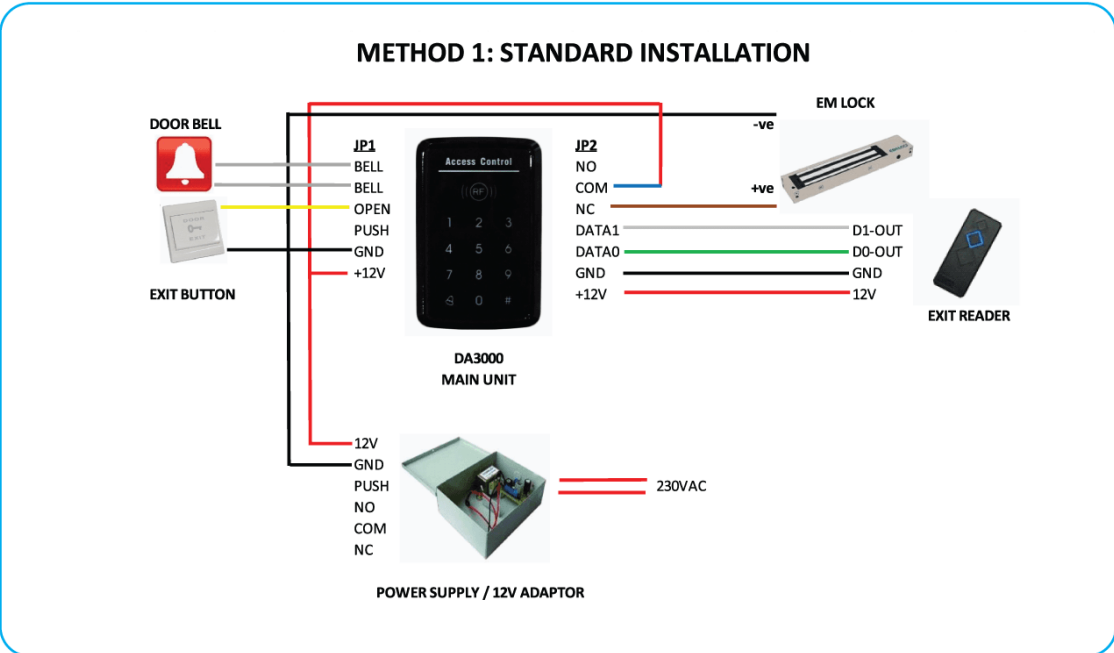 METHOD 1: STANDARD INSTALLATION
EM LOCK
-ve
+ve
DOOR BELL
EXIT BUTTON
JP1
BELL
BELL
OPEN
PUSH
GND
+12V
Access Control
RF
1 2 3
4 5 6
7 8 9
0 #
DA3000
MAIN UNIT
JP2
NO
COM
NC
DATA1
DATA0
GND
+12V
D1-OUT
D0-OUT
GND
12V
EXIT READER
DOOR
EXIT
12V
GND
PUSH
NO
COM
NC
230VAC
POWER SUPPLY / 12V ADAPTOR